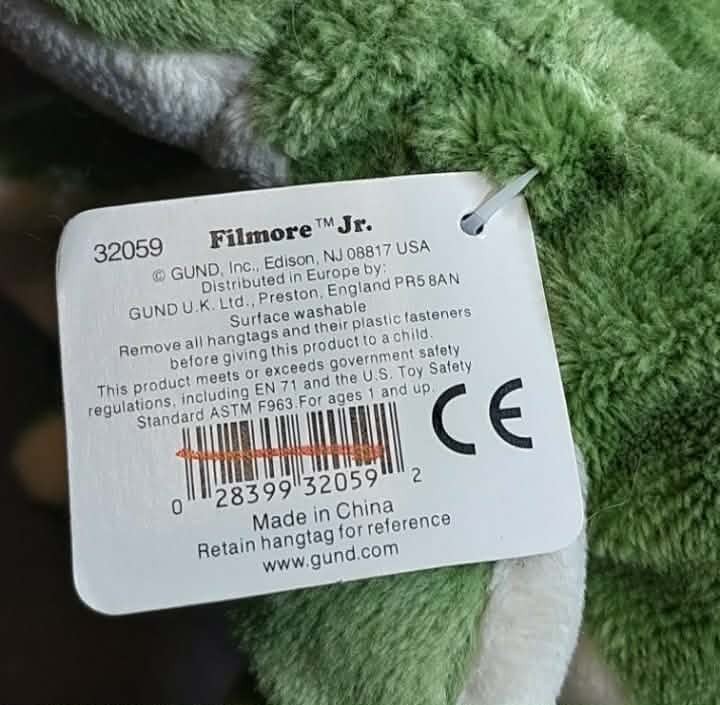 32059 Filmore™ Jr.
© GUND, Inc., Edison, NJ 08817 USA
Distributed in Europe by:
GUND U.K. Ltd., Preston, England PR5 8AN
Surface washable
Remove all hangtags and their plastic fasteners
before giving this product to a child.
This product meets or exceeds government safety
regulations, including EN 71 and the U.S. Toy Safety
Standard ASTM F963. For ages 1 and up.
CE
0 28399 32059 2
Made in China
Retain hangtag for reference
www.gund.com